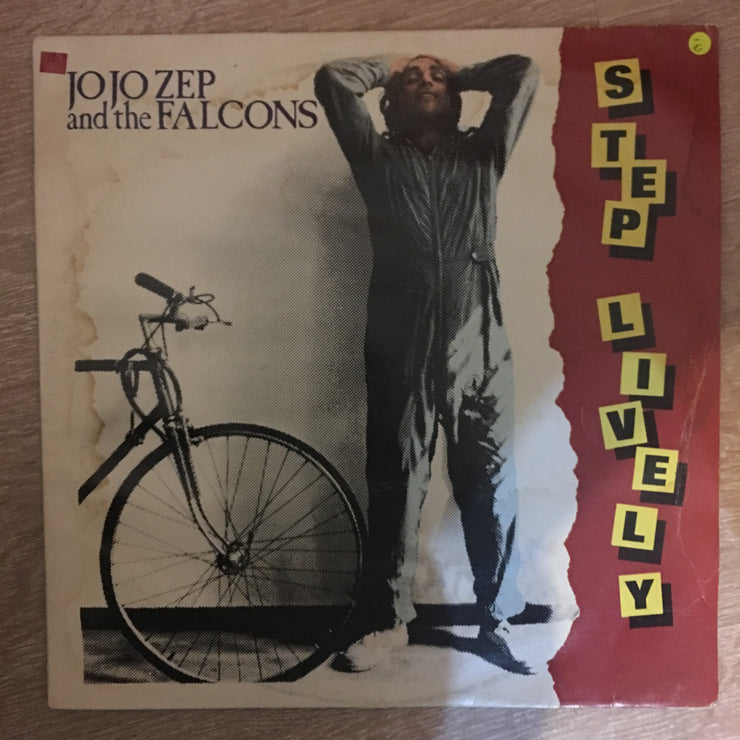 JO JO ZEP
and the FALCONS
STEP
LIVELY